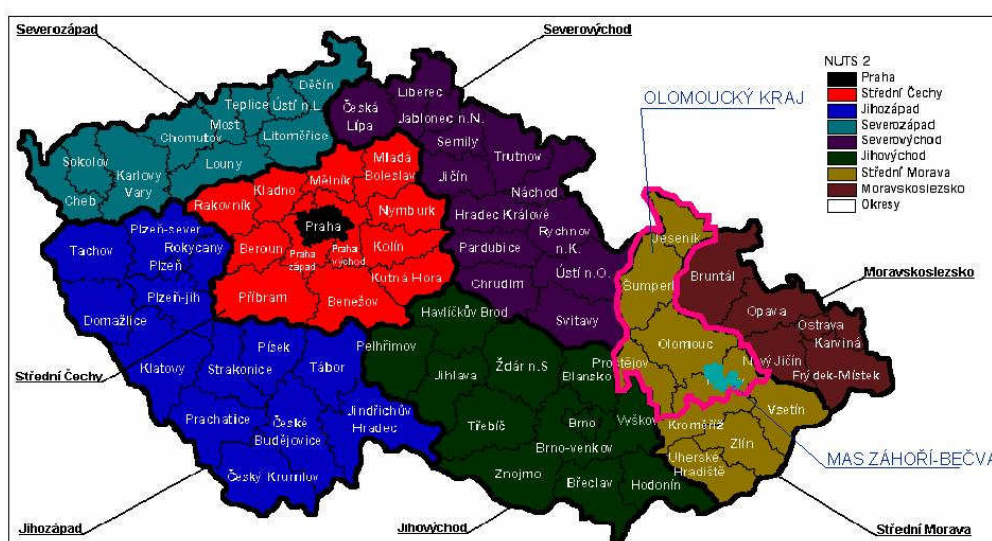 Severozápad
Severovýchod
NUTS 2
Praha
Střední Čechy
Jihozápad
Severozápad
Severovýchod
Jihovýchod
Střední Morava
Moravskoslezsko
Okresy
OLOMOUCKÝ KRAJ
Děčín
Teplice
Ústí n.L.
Most
Chomutov
Litoměřice
Sokolov
Karlovy
Vary
Louny
Cheb
Česká
Lípa
Liberec
Jablonec n.N.
Semily
Trutnov
Jičín
Náchod
Hradec Králové
Rychnov
n.K.
Pardubice
Ústí n.O.
Chrudim
Svitavy
Mladá
Boleslav
Mělník
Kladno
Rakovník
Nymburk
Praha
Beroun
Praha
západ
Praha
východ
Kolín
Kutná Hora
Příbram
Benešov
Tachov
Plzeň-sever
Rokycany
Plzeň
Plzeň-jih
Domažlice
Klatovy
Písek
Strakonice
Tábor
Prachatice
České
Budějovice
Jindřichův
Hradec
Český Krumlov
Havlíčkův Brod
Pelhřimov
Jihlava
Žďár n.S
Blansko
Třebíč
Brno
Brno-venkov
Vyškov
Znojmo
Břeclav
Hodonín
Jeseník
Šumperk
Olomouc
Prostějov
Kroměříž
Vsetín
Zlín
Uherské
Hradiště
Bruntál
Opava
Ostrava
Karviná
Nový Jičín
Frýdek-Místek
Moravskoslezsko
Střední Čechy
MAS ZÁHOŘÍ-BEČVA
Jihozápad
Jihovýchod
Střední Morava